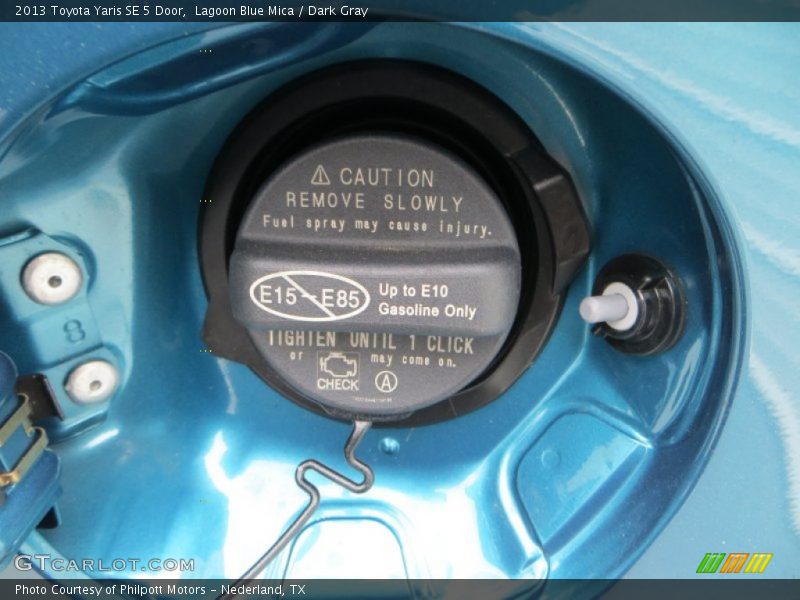 2013 Toyota Yaris SE 5 Door,  Lagoon Blue Mica / Dark Gray
CAUTION
REMOVE SLOWLY
Fuel spray may cause injury.
E15--E85
Up to E10
Gasoline Only
TIGHTEN UNTIL 1 CLICK
or
may come on.
CHECK
A
8
GTCARLOT.COM
Photo Courtesy of Philpott Motors - Nederland, TX